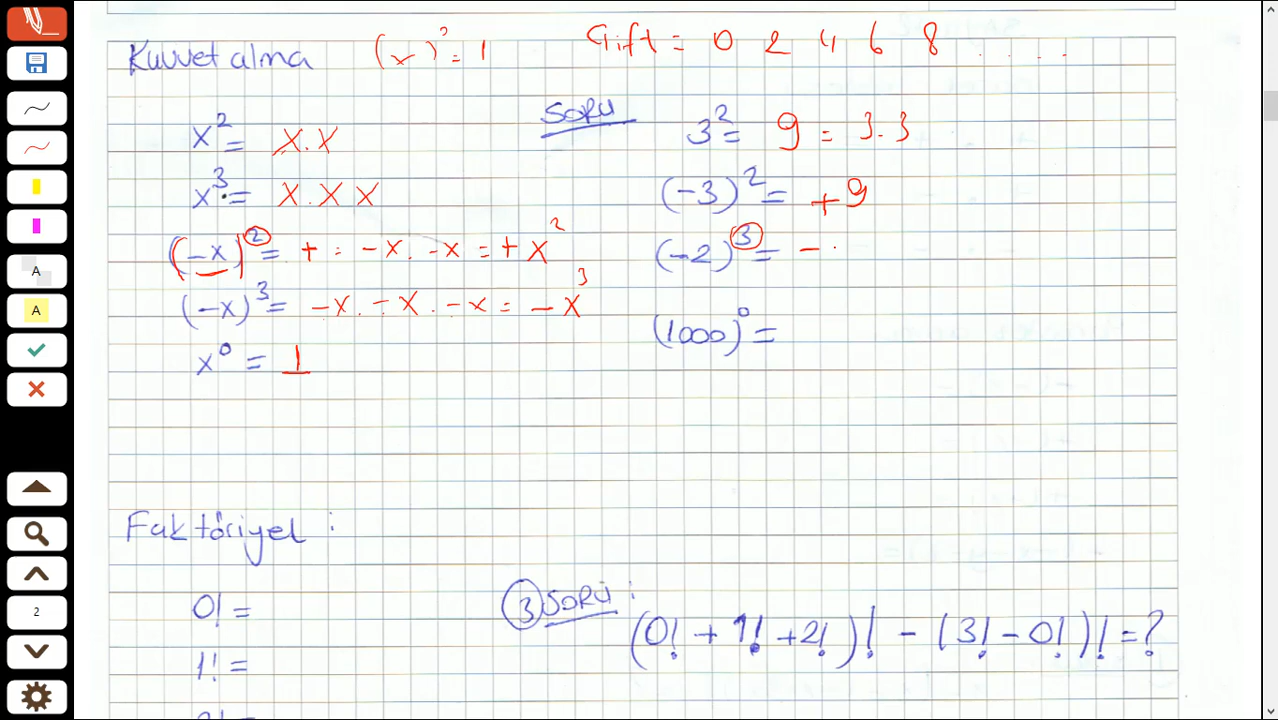 Kuvvet alma (x)⁰ = 1 Çift = 0 2 4 6 8 . . . .
SORU
x² = x.x 3² = 9 = 3.3
x³ = x.x x (-3)² = +9
(-x)² = + = -x. -x = +x² (-2)³ = -
(-x)³ = -x. -x. -x = -x³
x⁰ = 1 (1000)⁰ =
Faktöriyel :
0! = 3 SORU :
(0! + 1! + 2!)! - (3! - 0!)! = ?
1! =
A
A
2